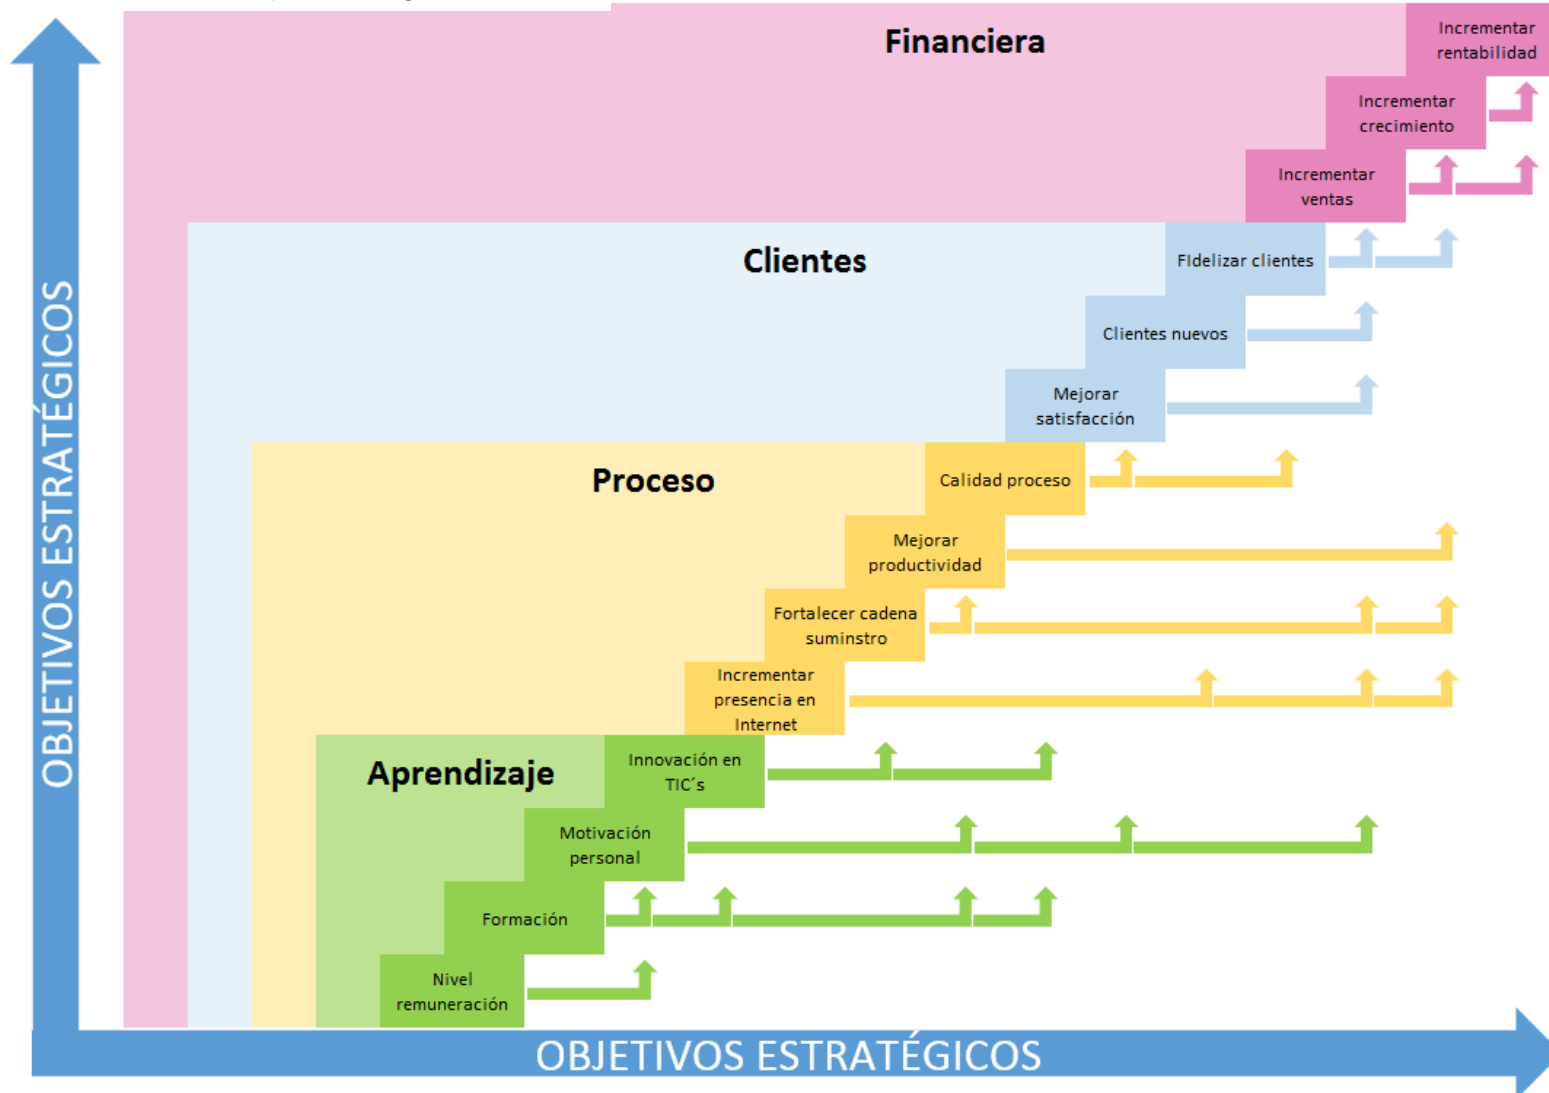 Financiera
Incrementar
rentabilidad
Incrementar
crecimiento
Incrementar
ventas
Clientes
FIdelizar clientes
Clientes nuevos
Mejorar
satisfacción
Proceso
Calidad proceso
Mejorar
productividad
Fortalecer cadena
suminstro
Incrementar
presencia en
Internet
Aprendizaje
Innovación en
TIC´s
Motivación
personal
Formación
Nivel
remuneración
OBJETIVOS ESTRATÉGICOS
OBJETIVOS ESTRATÉGICOS